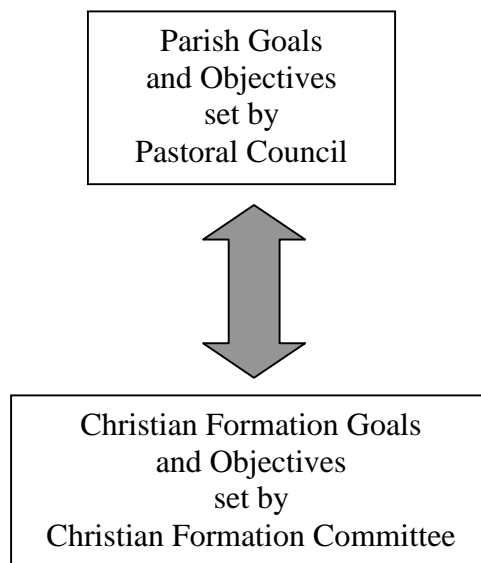 Parish Goals
and Objectives
set by
Pastoral Council
Christian Formation Goals
and Objectives
set by
Christian Formation Committee